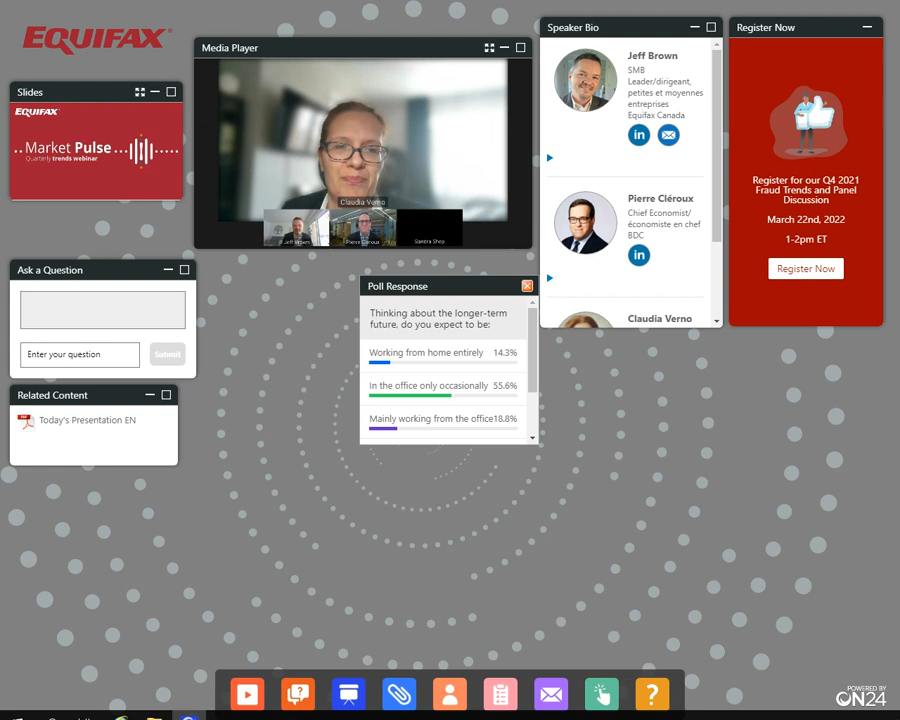 EQUIFAX®
Slides
EQUIFAX
Market Pulse
Quarterly trends webinar
Media Player
Claudia Verno
Jeff Brown
Pierre Cléroux
Speaker Bio
Jeff Brown
SMB
Leader/dirigeant,
petites et moyennes
entreprises
Equifax Canada
in
Pierre Cléroux
Chief Economist/
économiste en chef
BDC
in
Claudia Verno
Register Now
Register for our Q4 2021
Fraud Trends and Panel
Discussion
March 22nd, 2022
1-2pm ET
Register Now
Ask a Question
Enter your question
Submit
Related Content
Today's Presentation EN
Poll Response
Thinking about the longer-term
future, do you expect to be:
Working from home entirely 14.3%
In the office only occasionally 55.6%
Mainly working from the office 18.8%
POWERED BY
ON24